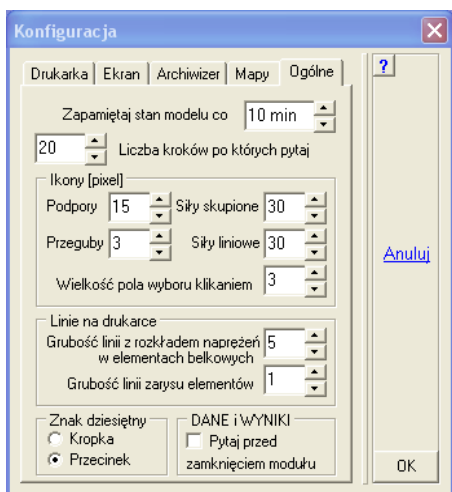 Konfiguracja
Drukarka Ekran Archiwizer Mapy Ogólne
?
Zapamiętaj stan modelu co 10 min
20 Liczba kroków po których pytaj
Ikony [pixel]
Podpory 15 Siły skupione 30
Przeguby 3 Siły liniowe 30
Anuluj
Wielkość pola wyboru klikaniem 3
Linie na drukarce
Grubość linii z rozkładem naprężeń 5
w elementach belkowych
Grubość linii zarysu elementów 1
Znak dziesiętny
Kropka
Przecinek
DANE i WYNIKI
Pytaj przed
zamknięciem modułu
OK